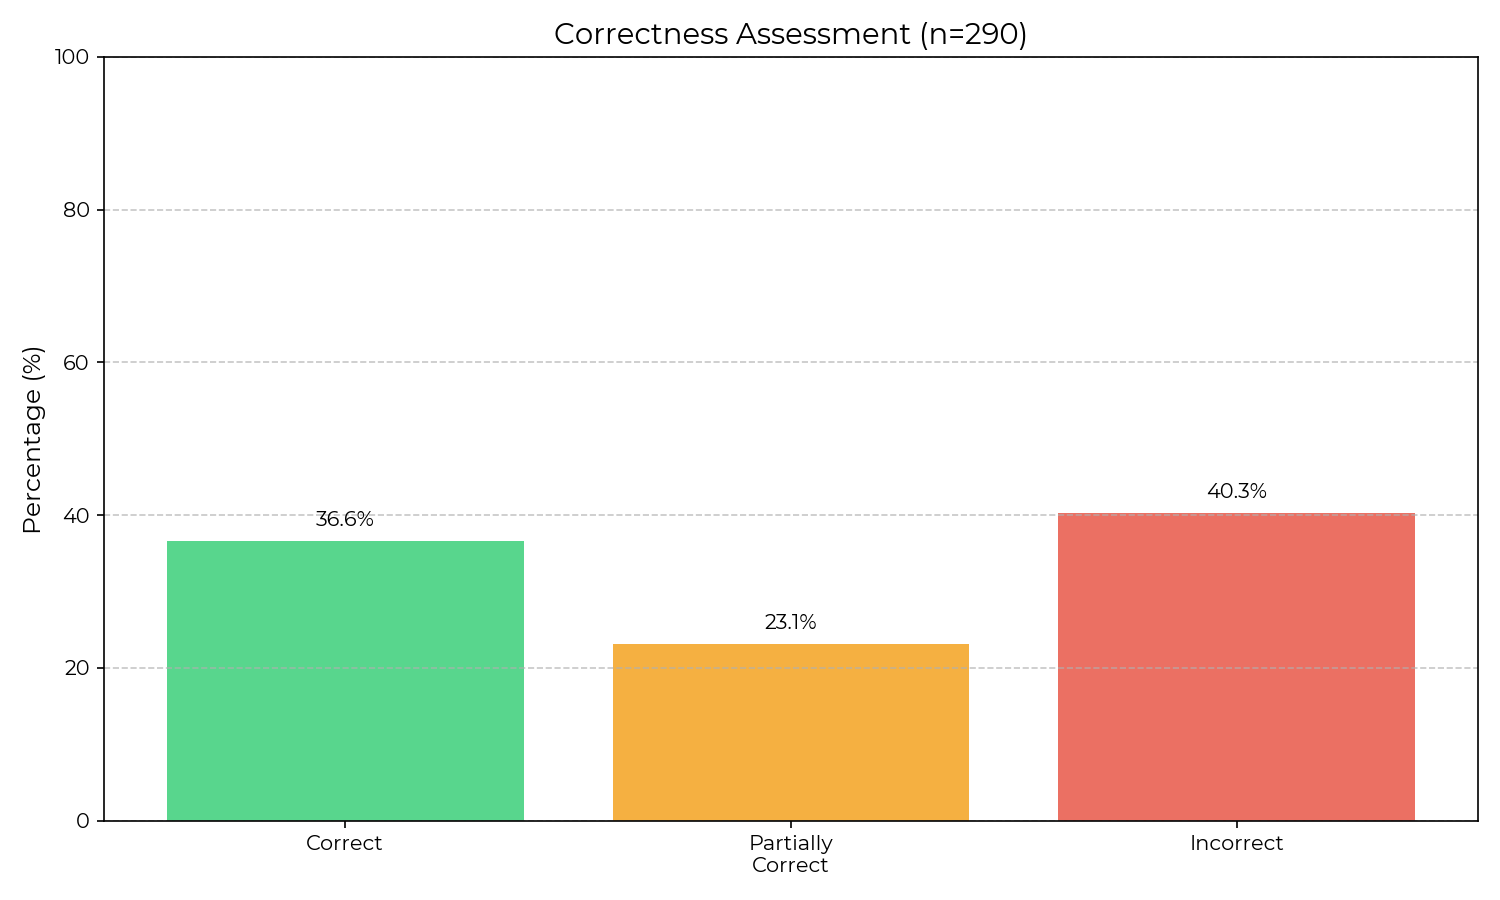 Correctness Assessment (n=290)
100
80
60
40
20
0
Percentage (%)
36.6%
23.1%
40.3%
Correct
Partially
Correct
Incorrect